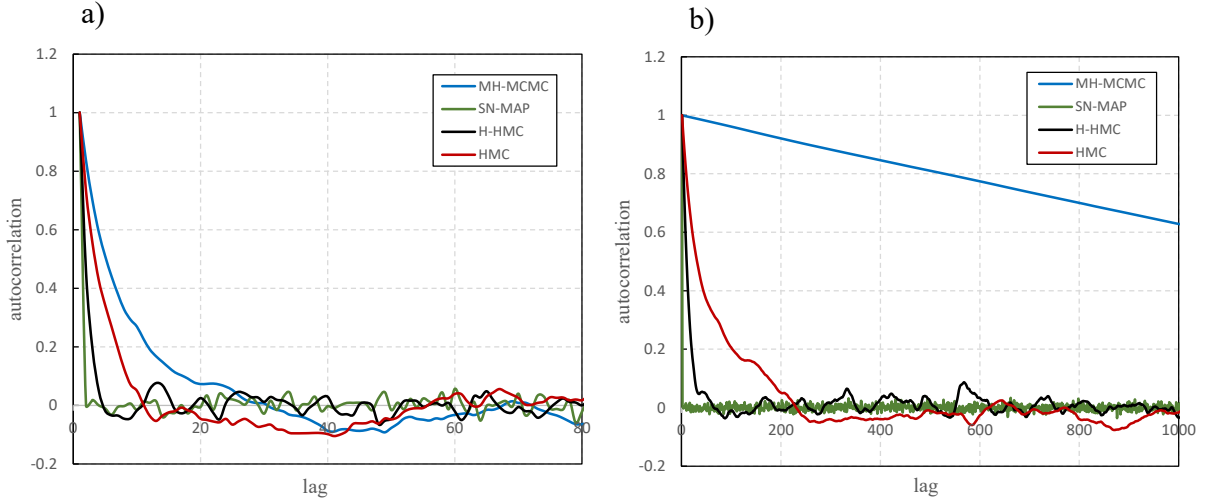 a)
1.2
1
0.8
0.6
0.4
0.2
0
-0.2
0
20
40
60
80
autocorrelation
lag
MH-MCMC
SN-MAP
H-HMC
HMC
b)
1.2
1
0.8
0.6
0.4
0.2
0
-0.2
0
200
400
600
800
1000
autocorrelation
lag
MH-MCMC
SN-MAP
H-HMC
HMC